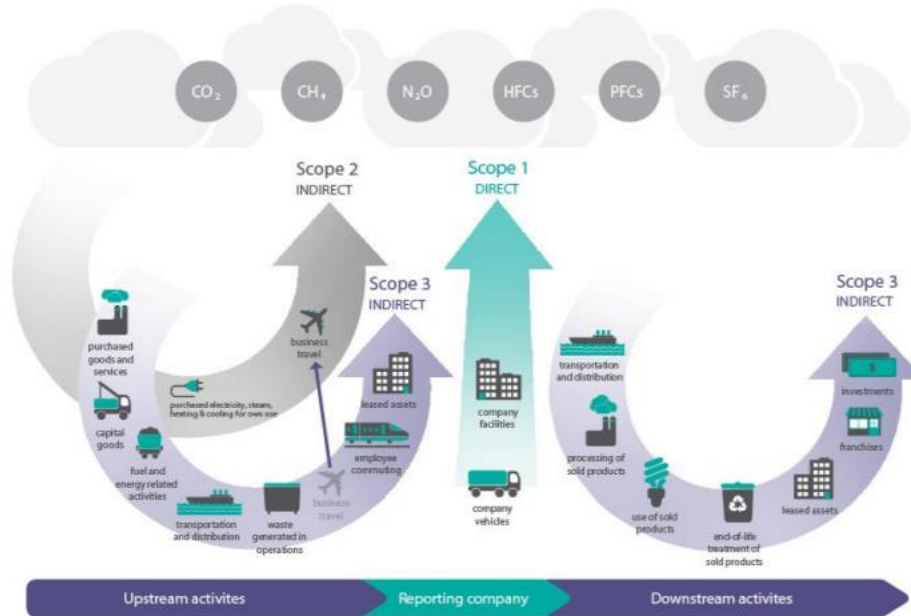 CO₂
CH₄
N₂O
HFCs
PFCs
SF₆
Scope 2
INDIRECT
Scope 1
DIRECT
Scope 3
INDIRECT
Scope 3
INDIRECT
purchased
goods and
services
capital
goods
fuel and
energy related
activities
purchased electricity, steam,
heating & cooling for own use
transportation
and distribution
waste
generated in
operations
business
travel
business
travel
employee
commuting
leased assets
company
facilities
company
vehicles
transportation
and distribution
processing of
sold products
use of sold
products
end-of-life
treatment of
sold products
leased assets
franchises
investments
$
Upstream activites
Reporting company
Downstream activites